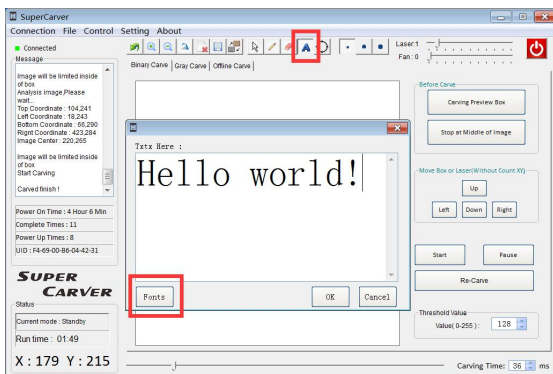 SuperCarver
Connection File Control Setting About
Connected
Message
Image will be limited inside
of box
Analysis image,Please
wait...
Top Coordinate : 104,241
Left Coordinate : 18,243
Bottom Coordinate : 66,290
Rignt Coordinate : 423,284
Image Center : 220,265
Image will be limited inside
of box
Start Carving
Carved finish !
Power On Time : 4 Hour 6 Min
Complete Times : 11
Power Up Times : 8
UID : F4-69-00-B6-04-42-31
SUPER
CARVER
Status
Current mode : Standby
Run time : 01:49
X : 179 Y : 215
A
Laser:1
Fan : 0
Binary Carve Gray Carve Offline Carve
Txtx Here :
Hello world!
Fonts OK Cancel
Before Carve
Carving Preview Box
Stop at Middle of Image
Move Box or Laser(Without Count XY)
Up
Left Down Right
Start Pause
Re-Carve
Threshold Value
Value( 0-255 ) : 128
Carving Time: 36 ms